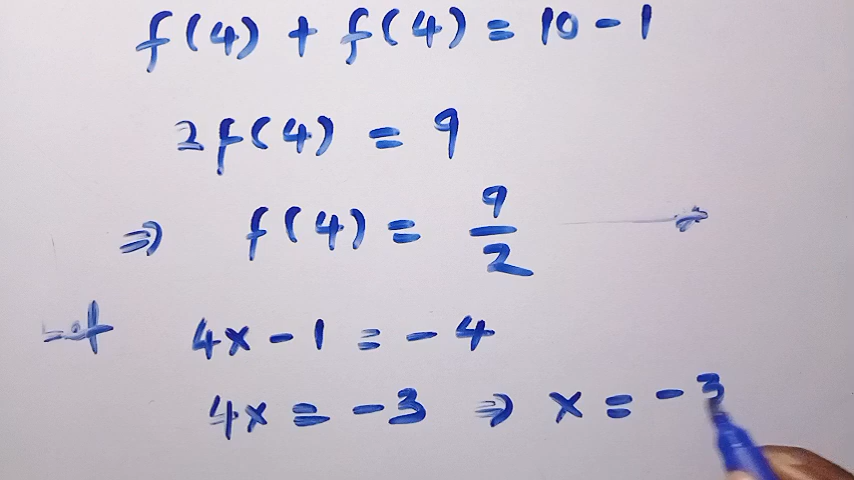 f(4) + f(4) = 10 - 1
2f(4) = 9
⇒ f(4) = 9/2 →
4x - 1 = - 4
4x = - 3 ⇒ x = - 3